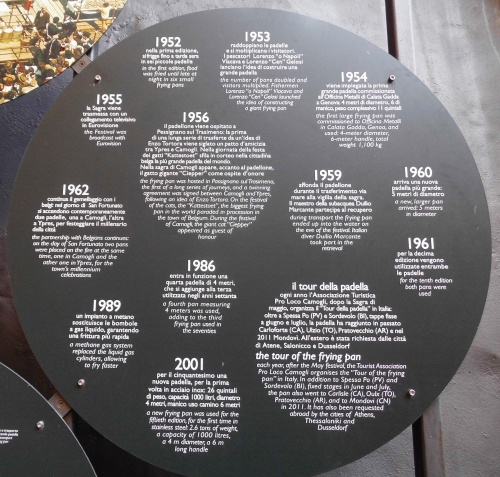 1952
nella prima edizione,
si frigge fino a tarda sera
in sei piccole padelle
in the first edition, food
was fried until late at
night in six small
frying pans
1953
raddoppiano le padelle
e si moltiplicano i visitatori.
I pescatori Lorenzo "o Napoli"
Viacava e Lorenzo "Cen" Gelosi
lanciano l'idea di costruire una
grande padella
the number of pans doubled and
visitors multiplied. Fishermen
Lorenzo "o Napoli" Viacava and
Lorenzo "Cen" Gelosi launched
the idea of constructing
a giant frying pan
1954
viene impiegata la prima
grande padella commissionata
all'Officina Metalli di Calata Gadda
a Genova, 4 metri di diametro, 6 di
manico, peso complessivo 11 quintali
the first large frying pan was
commissioned to Officina Metalli
in Calata Gadda, Genoa, and
used: 4-meter diameter,
6-meter handle, total
weight 1,100 kg
1955
la Sagra viene
trasmessa con un
collegamento televisivo
in Eurovisione
the Festival was
broadcast with
Eurovision
1956
il padellone viene ospitato a
Passignano sul Trasimeno: la prima
di una lunga serie di trasferte da un'idea di
Enzo Tortora viene siglato un patto d'amicizia
tra Ypres e Camogli. Nella giornata della festa
dei gatti "Kattestoet" sfila in corteo nella cittadina
belga la più grande padella del mondo.
Nella sagra di Camogli appare, accanto al padellone,
il gatto gigante "Cieper" come ospite d'onore
the frying pan was hosted in Passignano sul Trasimeno,
the first of a long series of journeys, and a twinning
agreement was signed between Camogli and Ypres,
following an idea of Enzo Tortora. On the festival
of the cats, the "Kattestoet", the biggest frying
pan in the world paraded in procession in
the town of Belgium. During the festival
of Camogli, the giant cat "Cepper"
appeared as guest of
honour
1959
affonda il padellone
durante il trasferimento via
mare alla vigilia della sagra.
Il maestro della subacquea Duilio
Marcante partecipa al recupero
during transport the frying pan
ended up into the water on
the eve of the festival. Italian
diver Duilio Marcante
took part in the
retrieval
1960
arriva una nuova
padella più grande:
5 metri di diametro
a new, larger pan
arrived: 5 meters
in diameter
1962
continua il gemellaggio con i
belgi: nel giorno di San Fortunato
si accendono contemporaneamente
due padelle, una a Camogli, l'altra
a Ypres, per festeggiare il millenario
della città
the partnership with Belgians continues:
on the day of San Fortunato two pans
were placed on the fire at the same
time, one in Camogli and the
other one in Ypres, for the
town's millennium
celebrations
1961
per la decima
edizione vengono
utilizzate entrambe
le padelle
for the tenth edition
both pans were
used
1986
entra in funzione una
quarta padella di 4 metri,
che si aggiunge alla terza
utilizzata negli anni settanta
a fourth pan measuring
4 meters was used,
adding to the third
frying pan used in
the seventies
1989
un impianto a metano
sostituisce le bombole
a gas liquido, garantendo
una frittura più rapida
a methane gas system
replaced the liquid gas
cylinders, allowing
to fry faster
2001
per il cinquantesimo una
nuova padella, per la prima
volta in acciaio inox: 26 quintali
di peso, capacità 1000 litri, diametro
4 metri, manico uso camino 6 metri
a new frying pan was used for the
fiftieth edition, for the first time in
stainless steel: 2.6 tons of weight,
a capacity of 1000 litres,
a 4 m diameter, a 6 m
long handle
il tour della padella
ogni anno l'Associazione Turistica
Pro Loco Camogli, dopo la Sagra di
maggio, organizza il "Tour della padella" in Italia:
oltre a Spessa Po (PV) e Sordevolo (BI), tappe fisse
a giugno e luglio, la padella ha raggiunto in passato
Carloforte (CA), Ulzio (TO), Pratovecchio (AR) e nel
2011 Mondovì. All'estero è stata richiesta dalle città
di Atene, Salonicco e Dusseldorf
the tour of the frying pan
each year, after the May festival, the Tourist Association
Pro Loco Camogli organises the "Tour of the frying
pan" in Italy. In addition to Spessa Po (PV) and
Sordevolo (BI), fixed stages in June and July,
the pan also went to Carlisle (CA), Oulx (TO),
Pratovecchio (AR), and to Mondovì (CN)
in 2011. It has also been requested
abroad by the cities of Athens,
Thessaloniki and
Dusseldorf